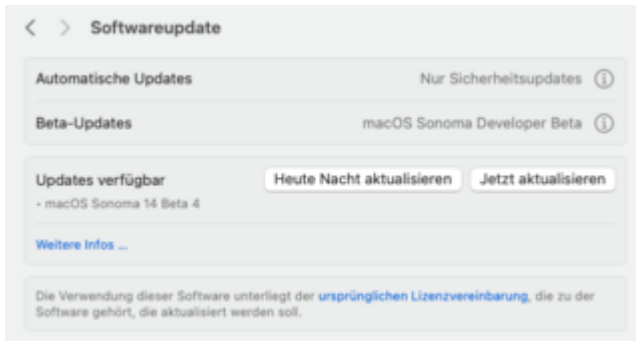 Softwareupdate
Automatische Updates Nur Sicherheitsupdates
Beta-Updates macOS Sonoma Developer Beta
Updates verfügbar Heute Nacht aktualisieren Jetzt aktualisieren
- macOS Sonoma 14 Beta 4
Weitere Infos ...
Die Verwendung dieser Software unterliegt der ursprünglichen Lizenzvereinbarung, die zu der
Software gehört, die aktualisiert werden soll.